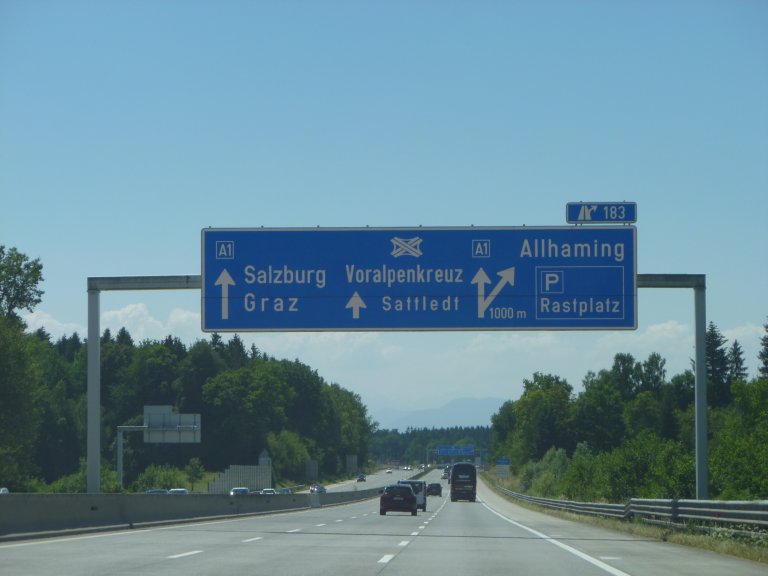 183
A1
Salzburg
Graz
Voralpenkreuz
Sattledt
A1
1000 m
Allhaming
P
Rastplatz